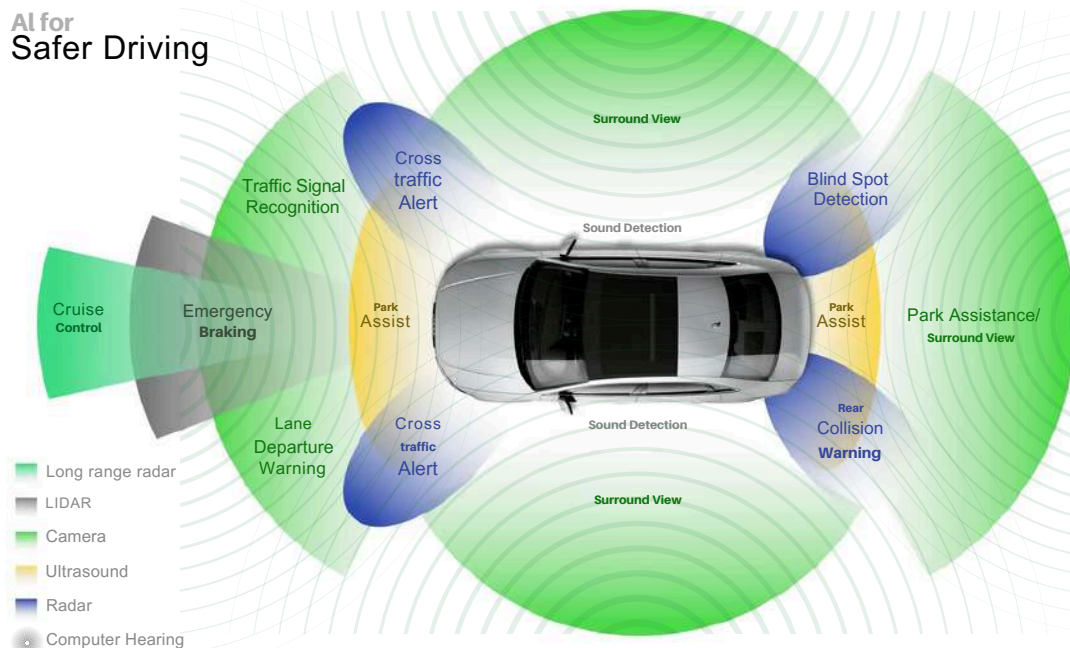 AI for
Safer Driving
Surround View
Cross
traffic
Alert
Traffic Signal
Recognition
Blind Spot
Detection
Sound Detection
Cruise
Control
Emergency
Braking
Park
Assist
Park
Assist
Park Assistance/
Surround View
Lane
Departure
Warning
Cross
traffic
Alert
Sound Detection
Rear
Collision
Warning
Surround View
Long range radar
LIDAR
Camera
Ultrasound
Radar
Computer Hearing